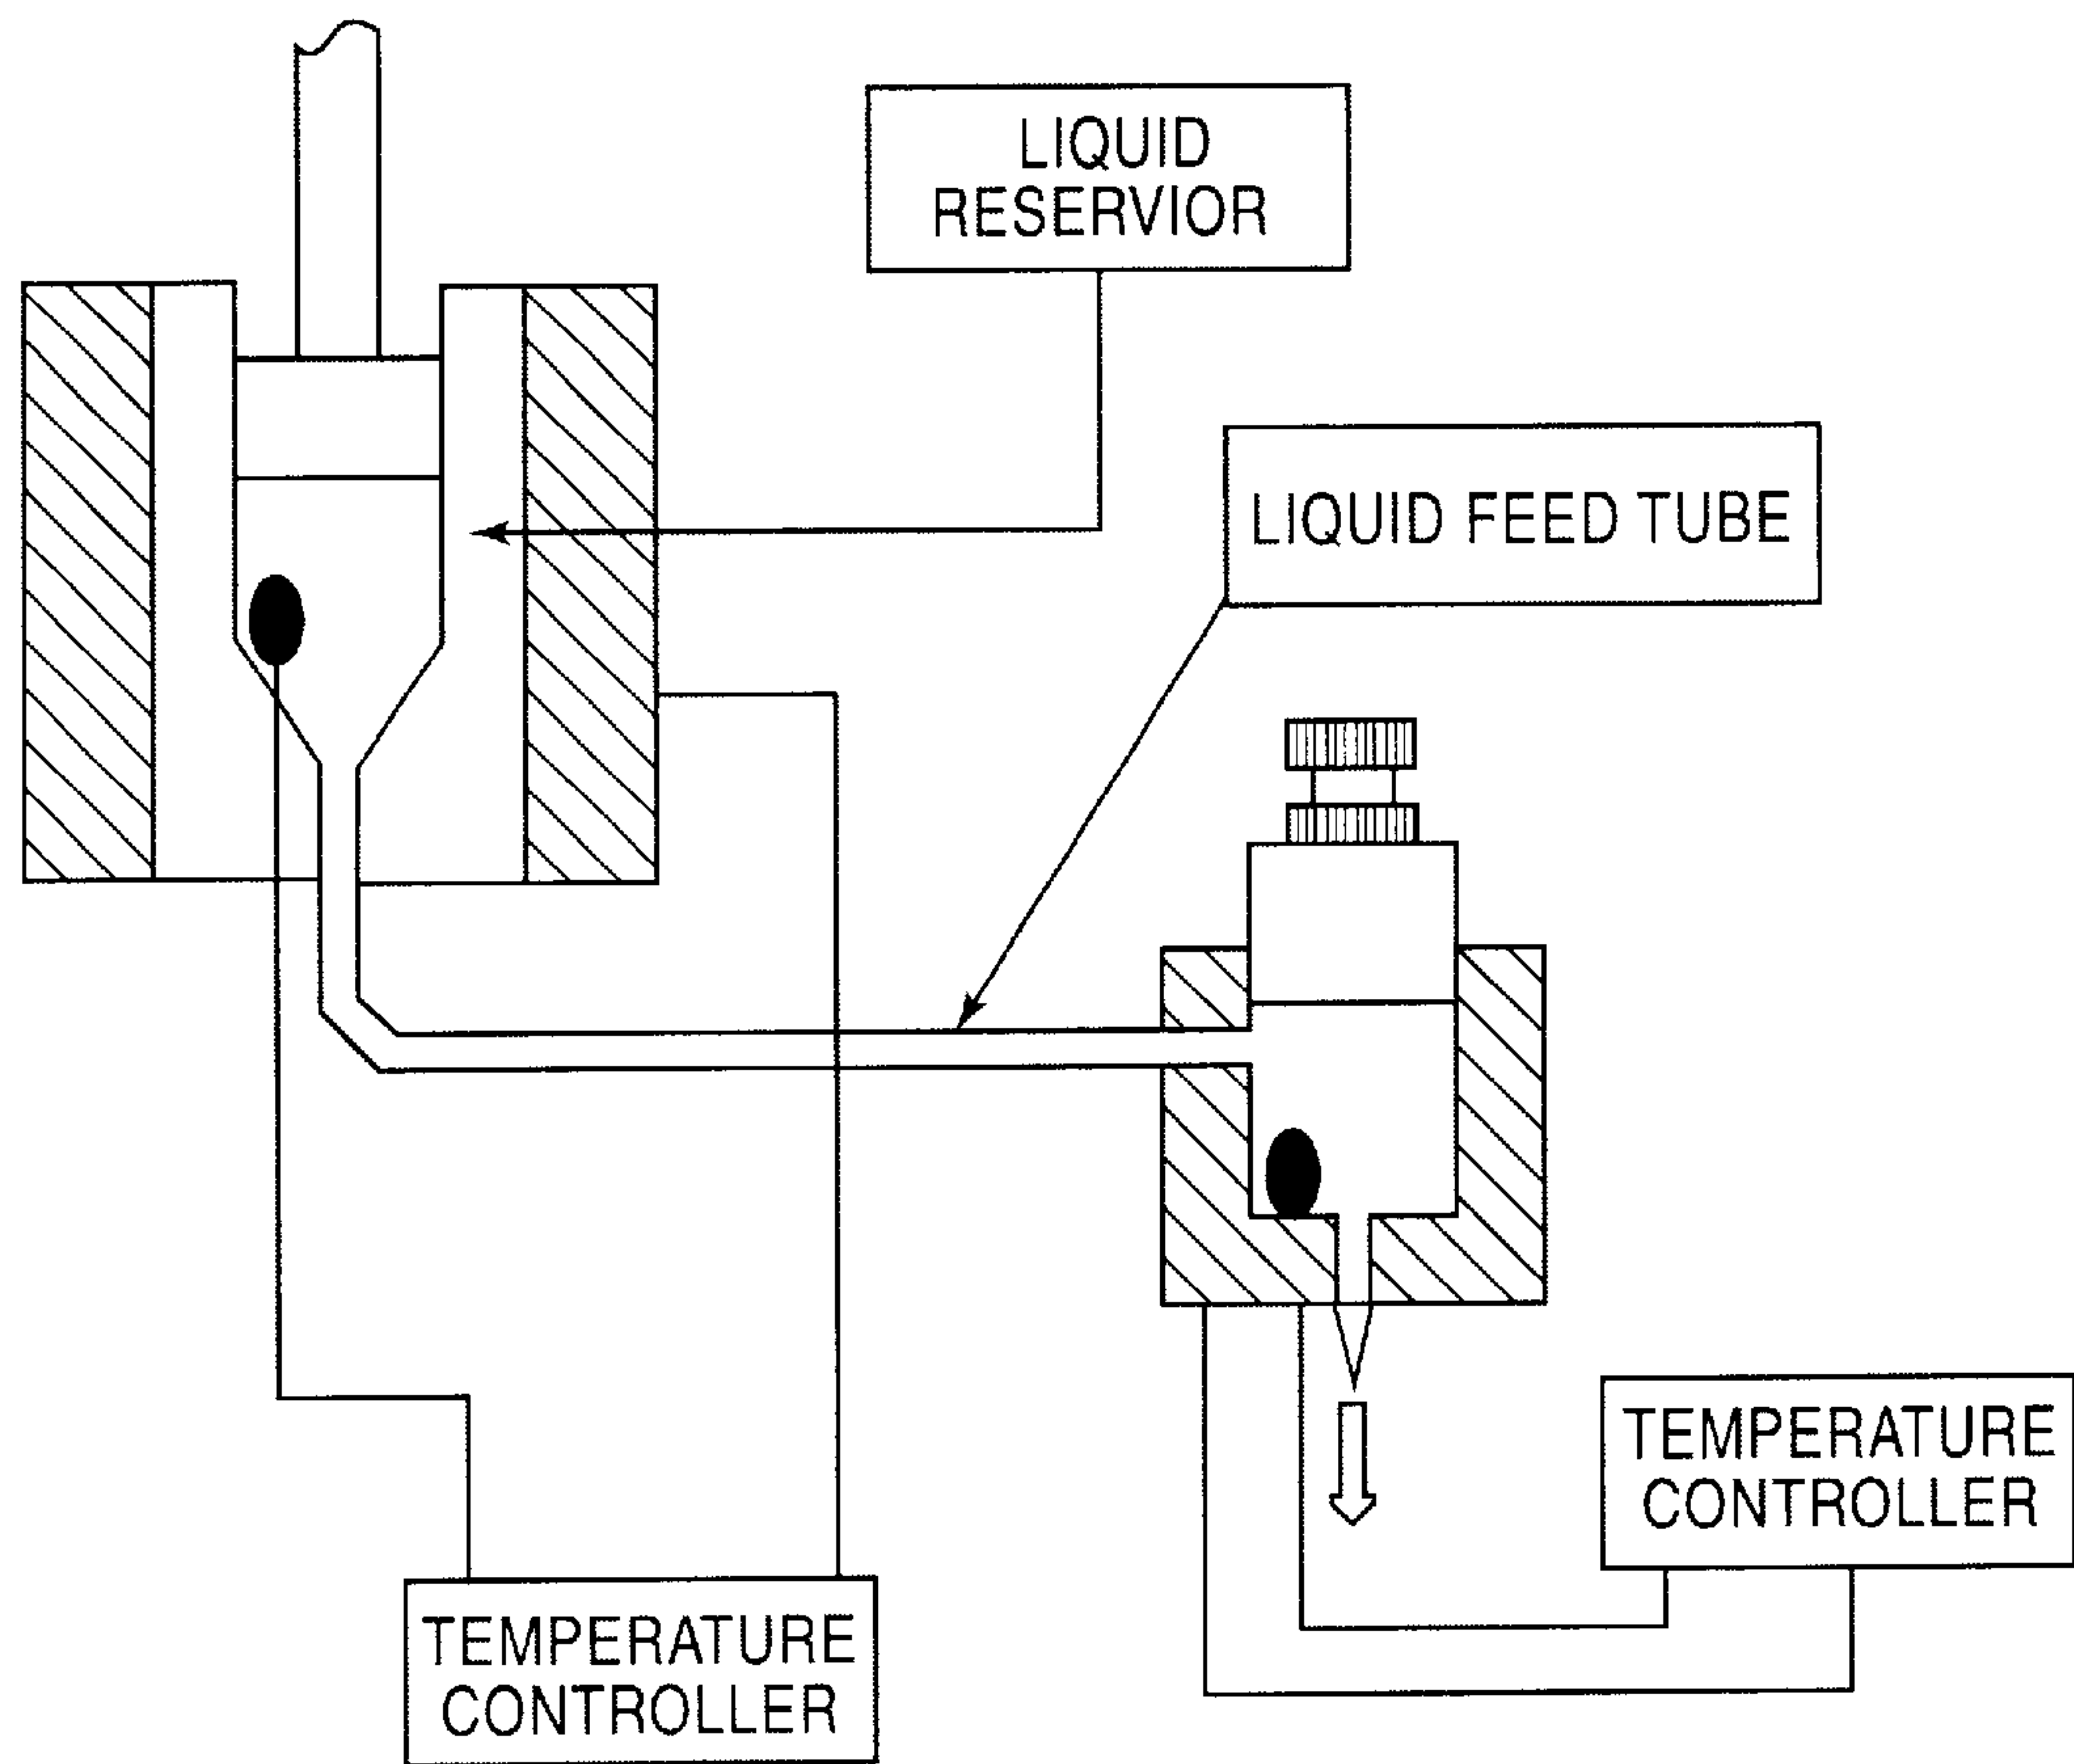 LIQUID
RESERVIOR
LIQUID FEED TUBE
TEMPERATURE
CONTROLLER
TEMPERATURE
CONTROLLER